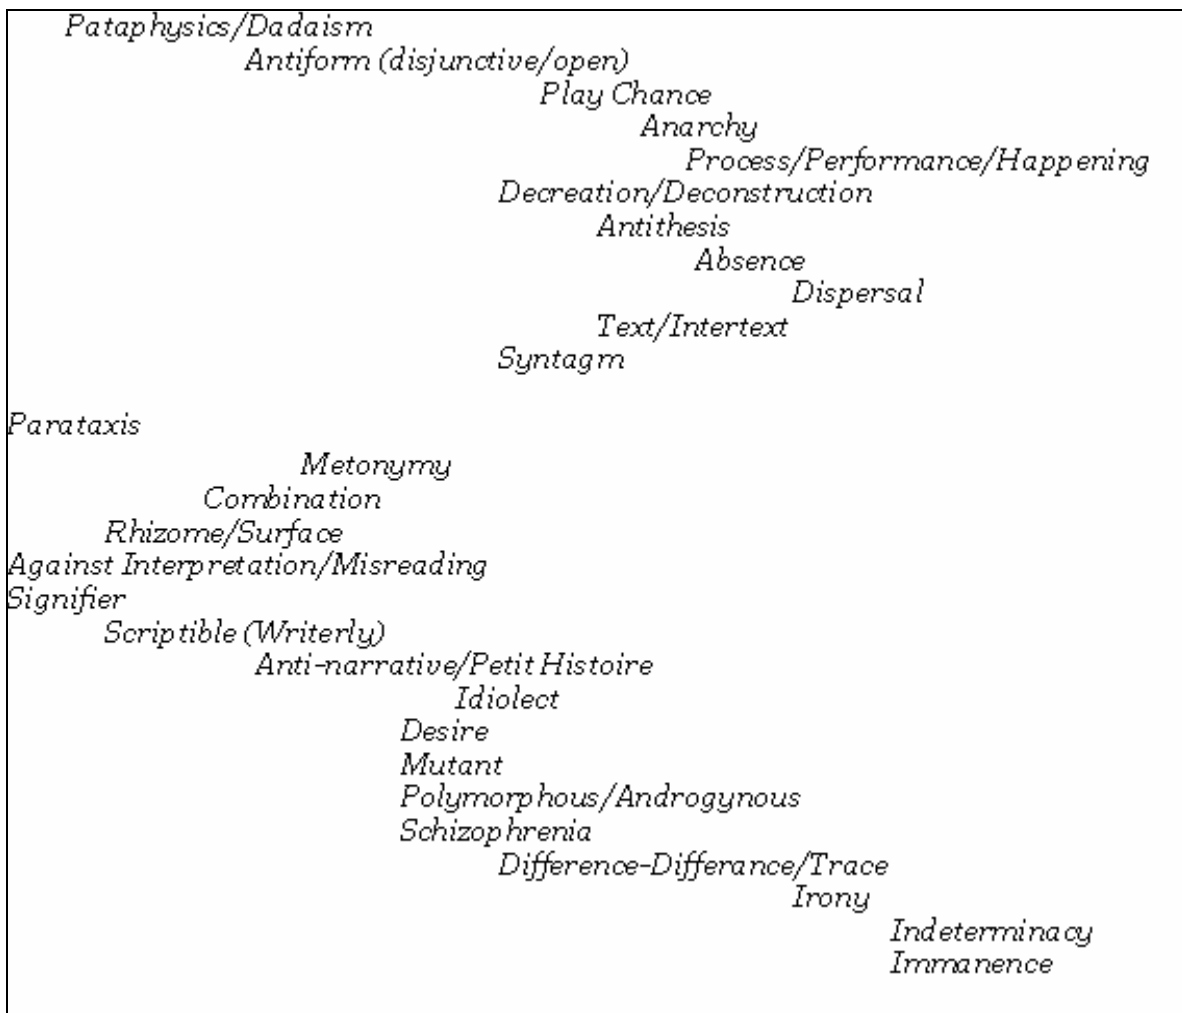 Pataphysics/Dadaism
Antiform (disjunctive/open)
Play Chance
Anarchy
Process/Performance/Happening
Decreation/Deconstruction
Antithesis
Absence
Dispersal
Text/Intertext
Syntagm
Parataxis
Metonymy
Combination
Rhizome/Surface
Against Interpretation/Misreading
Signifier
Scriptible (Writerly)
Anti-narrative/Petit Histoire
Idiolect
Desire
Mutant
Polymorphous/Androgynous
Schizophrenia
Difference-Differance/Trace
Irony
Indeterminacy
Immanence